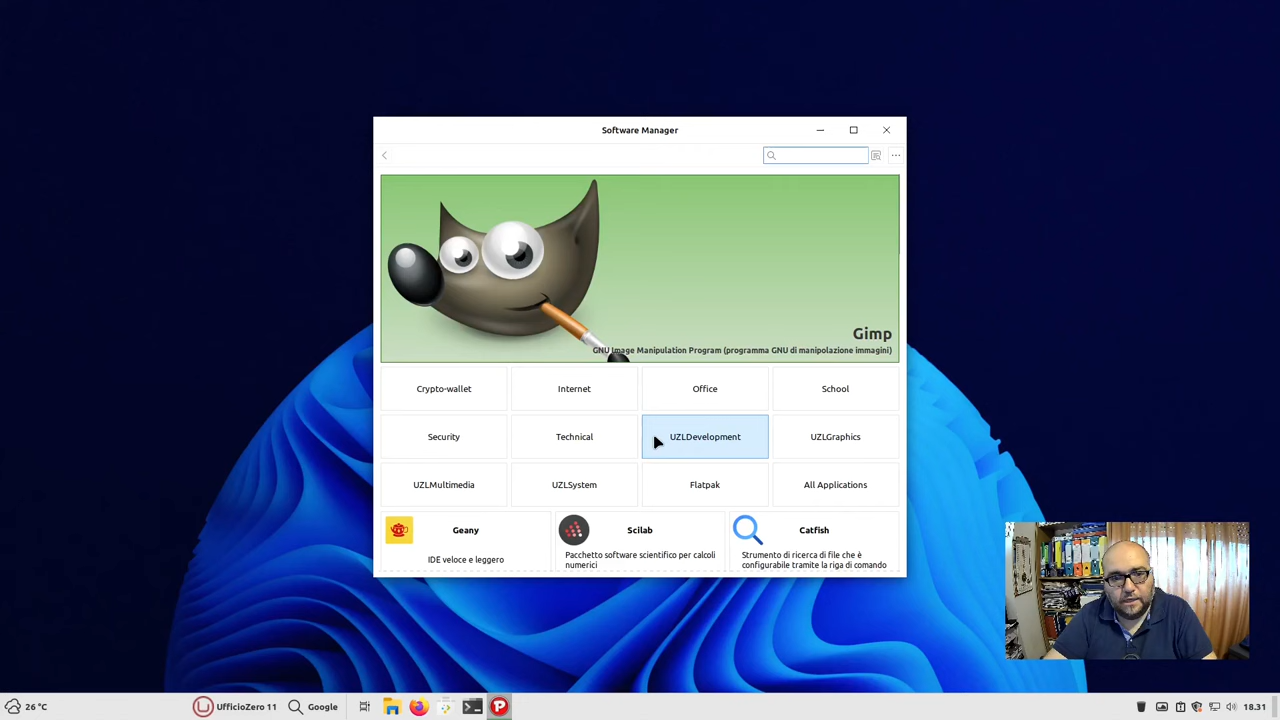 Software Manager
Gimp
GNU Image Manipulation Program (programma GNU di manipolazione immagini)
Crypto-wallet
Internet
Office
School
Security
Technical
UZLDevelopment
UZLGraphics
UZLMultimedia
UZLSystem
Flatpak
All Applications
Geany
IDE veloce e leggero
Scilab
Pacchetto software scientifico per calcoli
numerici
Catfish
Strumento di ricerca di file che è
configurabile tramite la riga di comando
26 °C
UfficioZero 11
Google
18.31